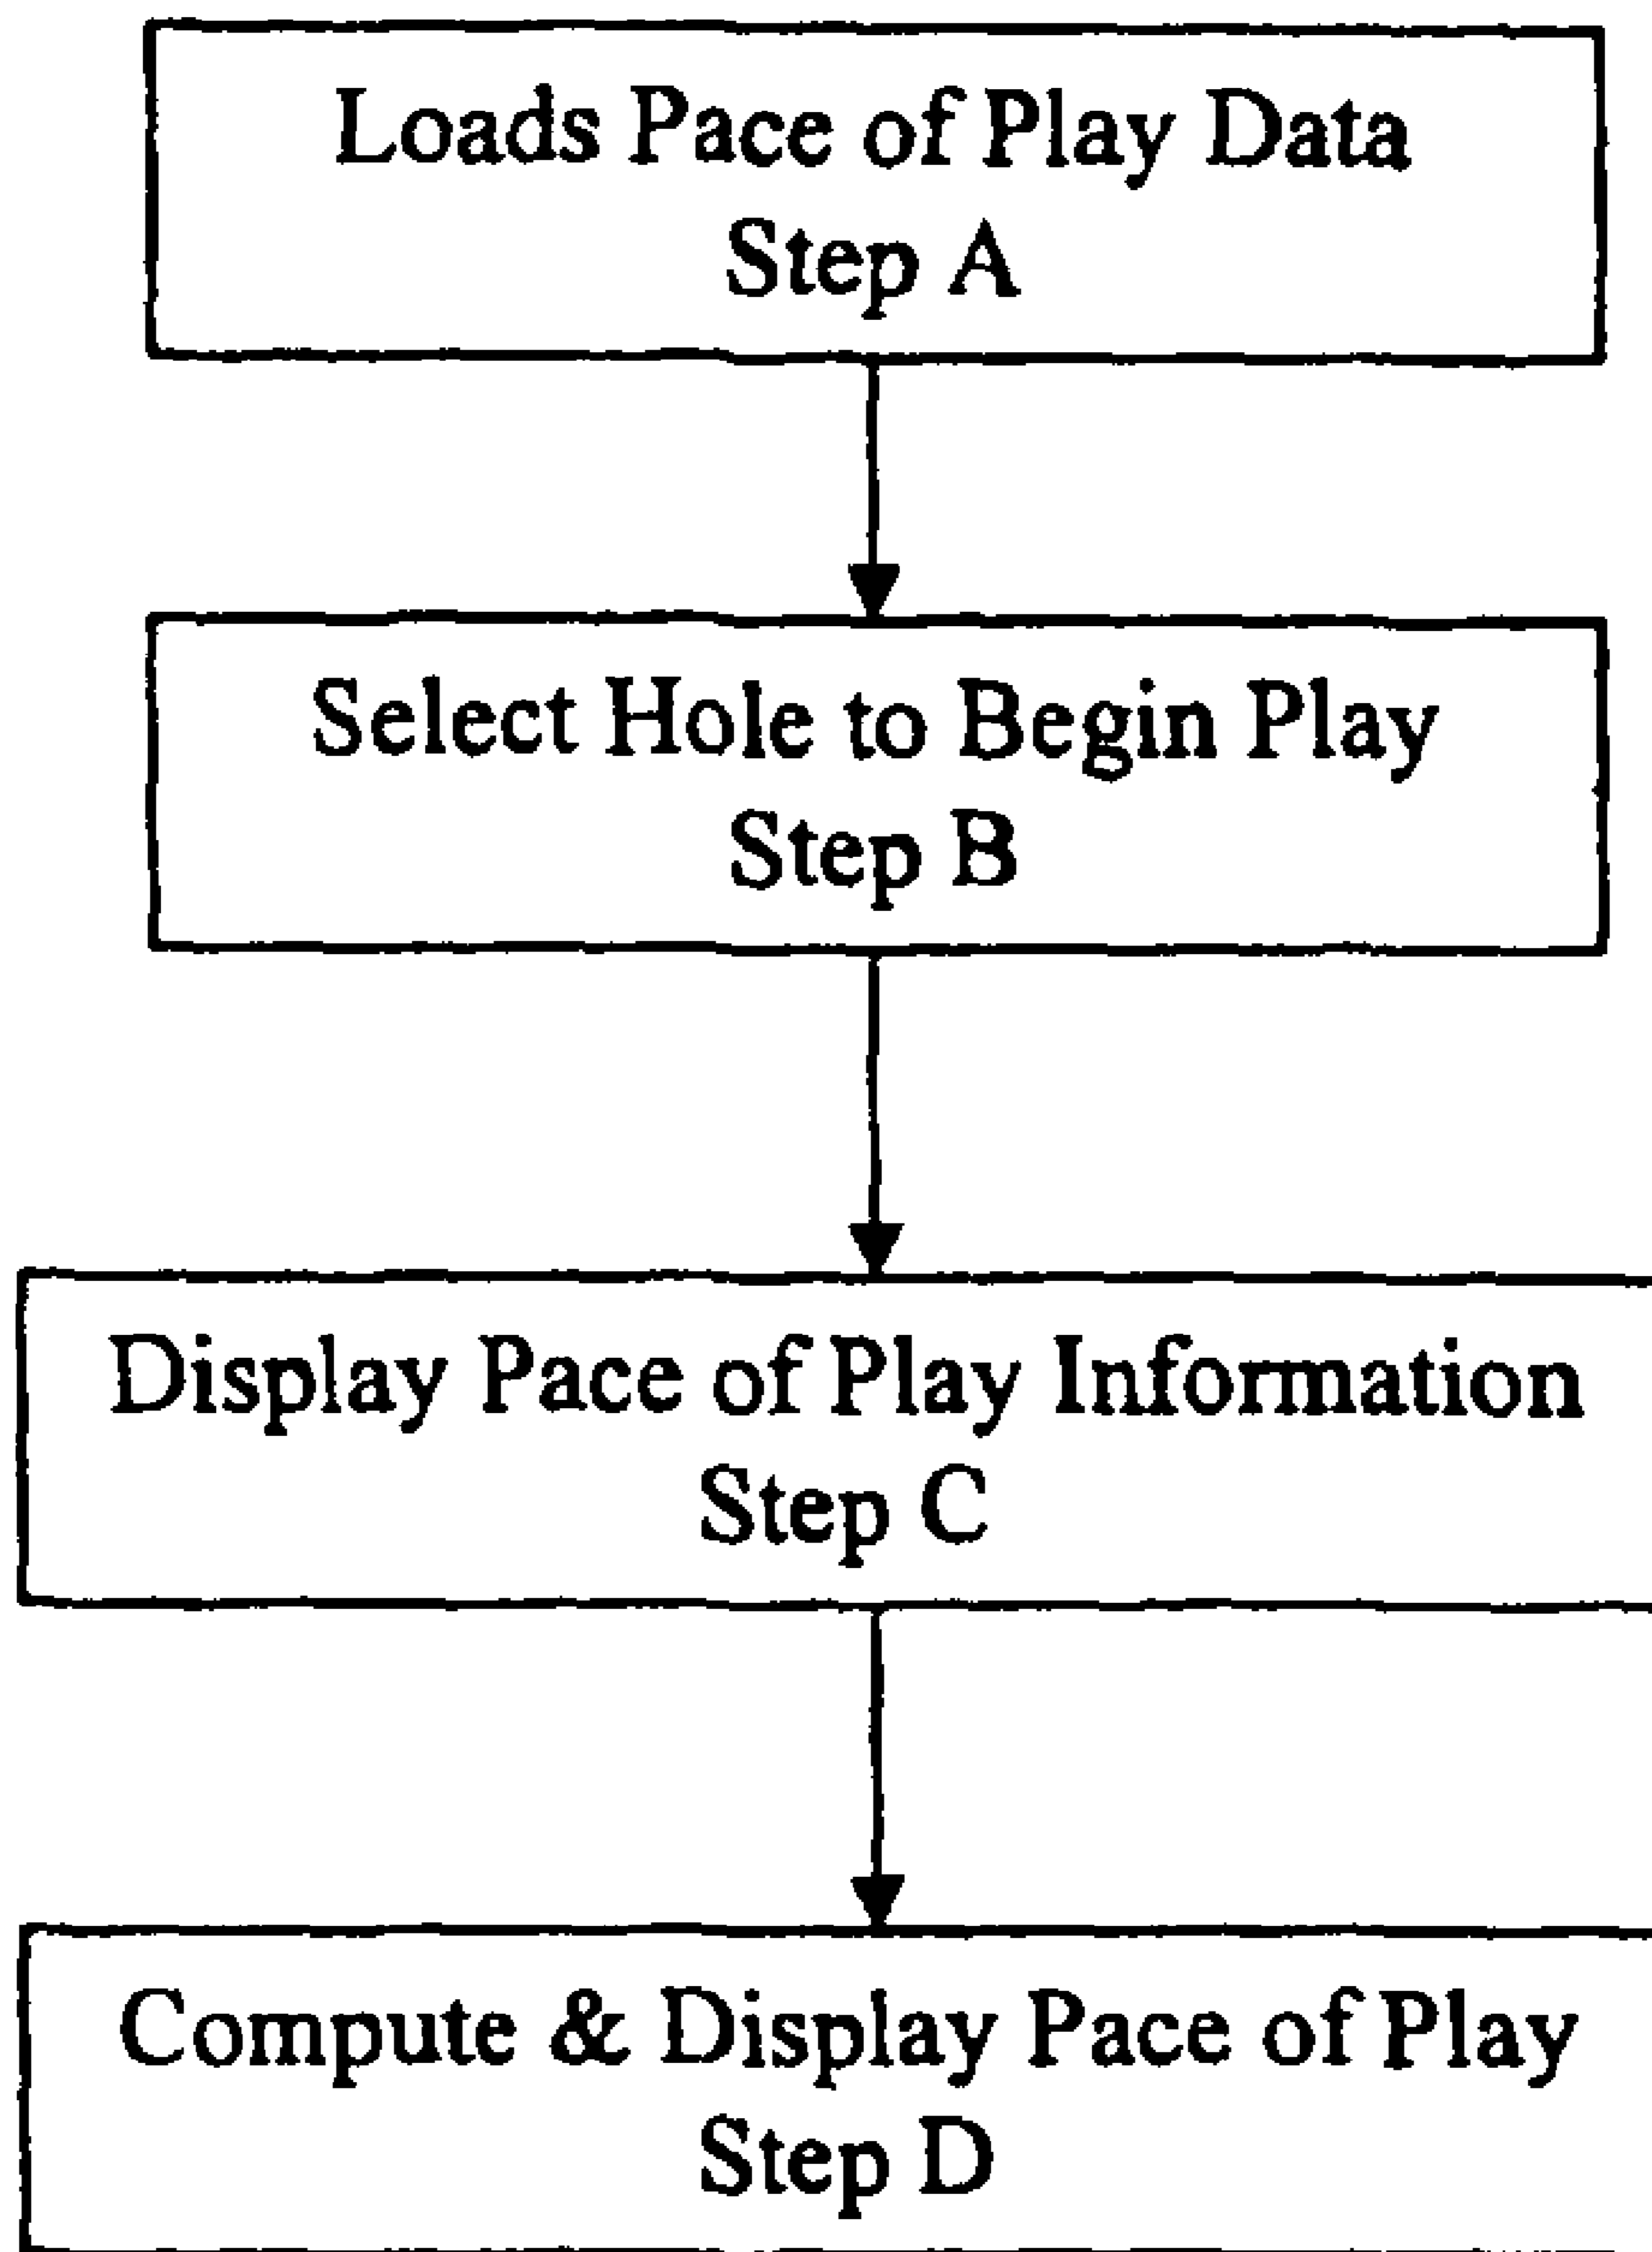 Loads Pace of Play Data
Step A
Select Hole to Begin Play
Step B
Display Pace of Play Information
Step C
Compute & Display Pace of Play
Step D